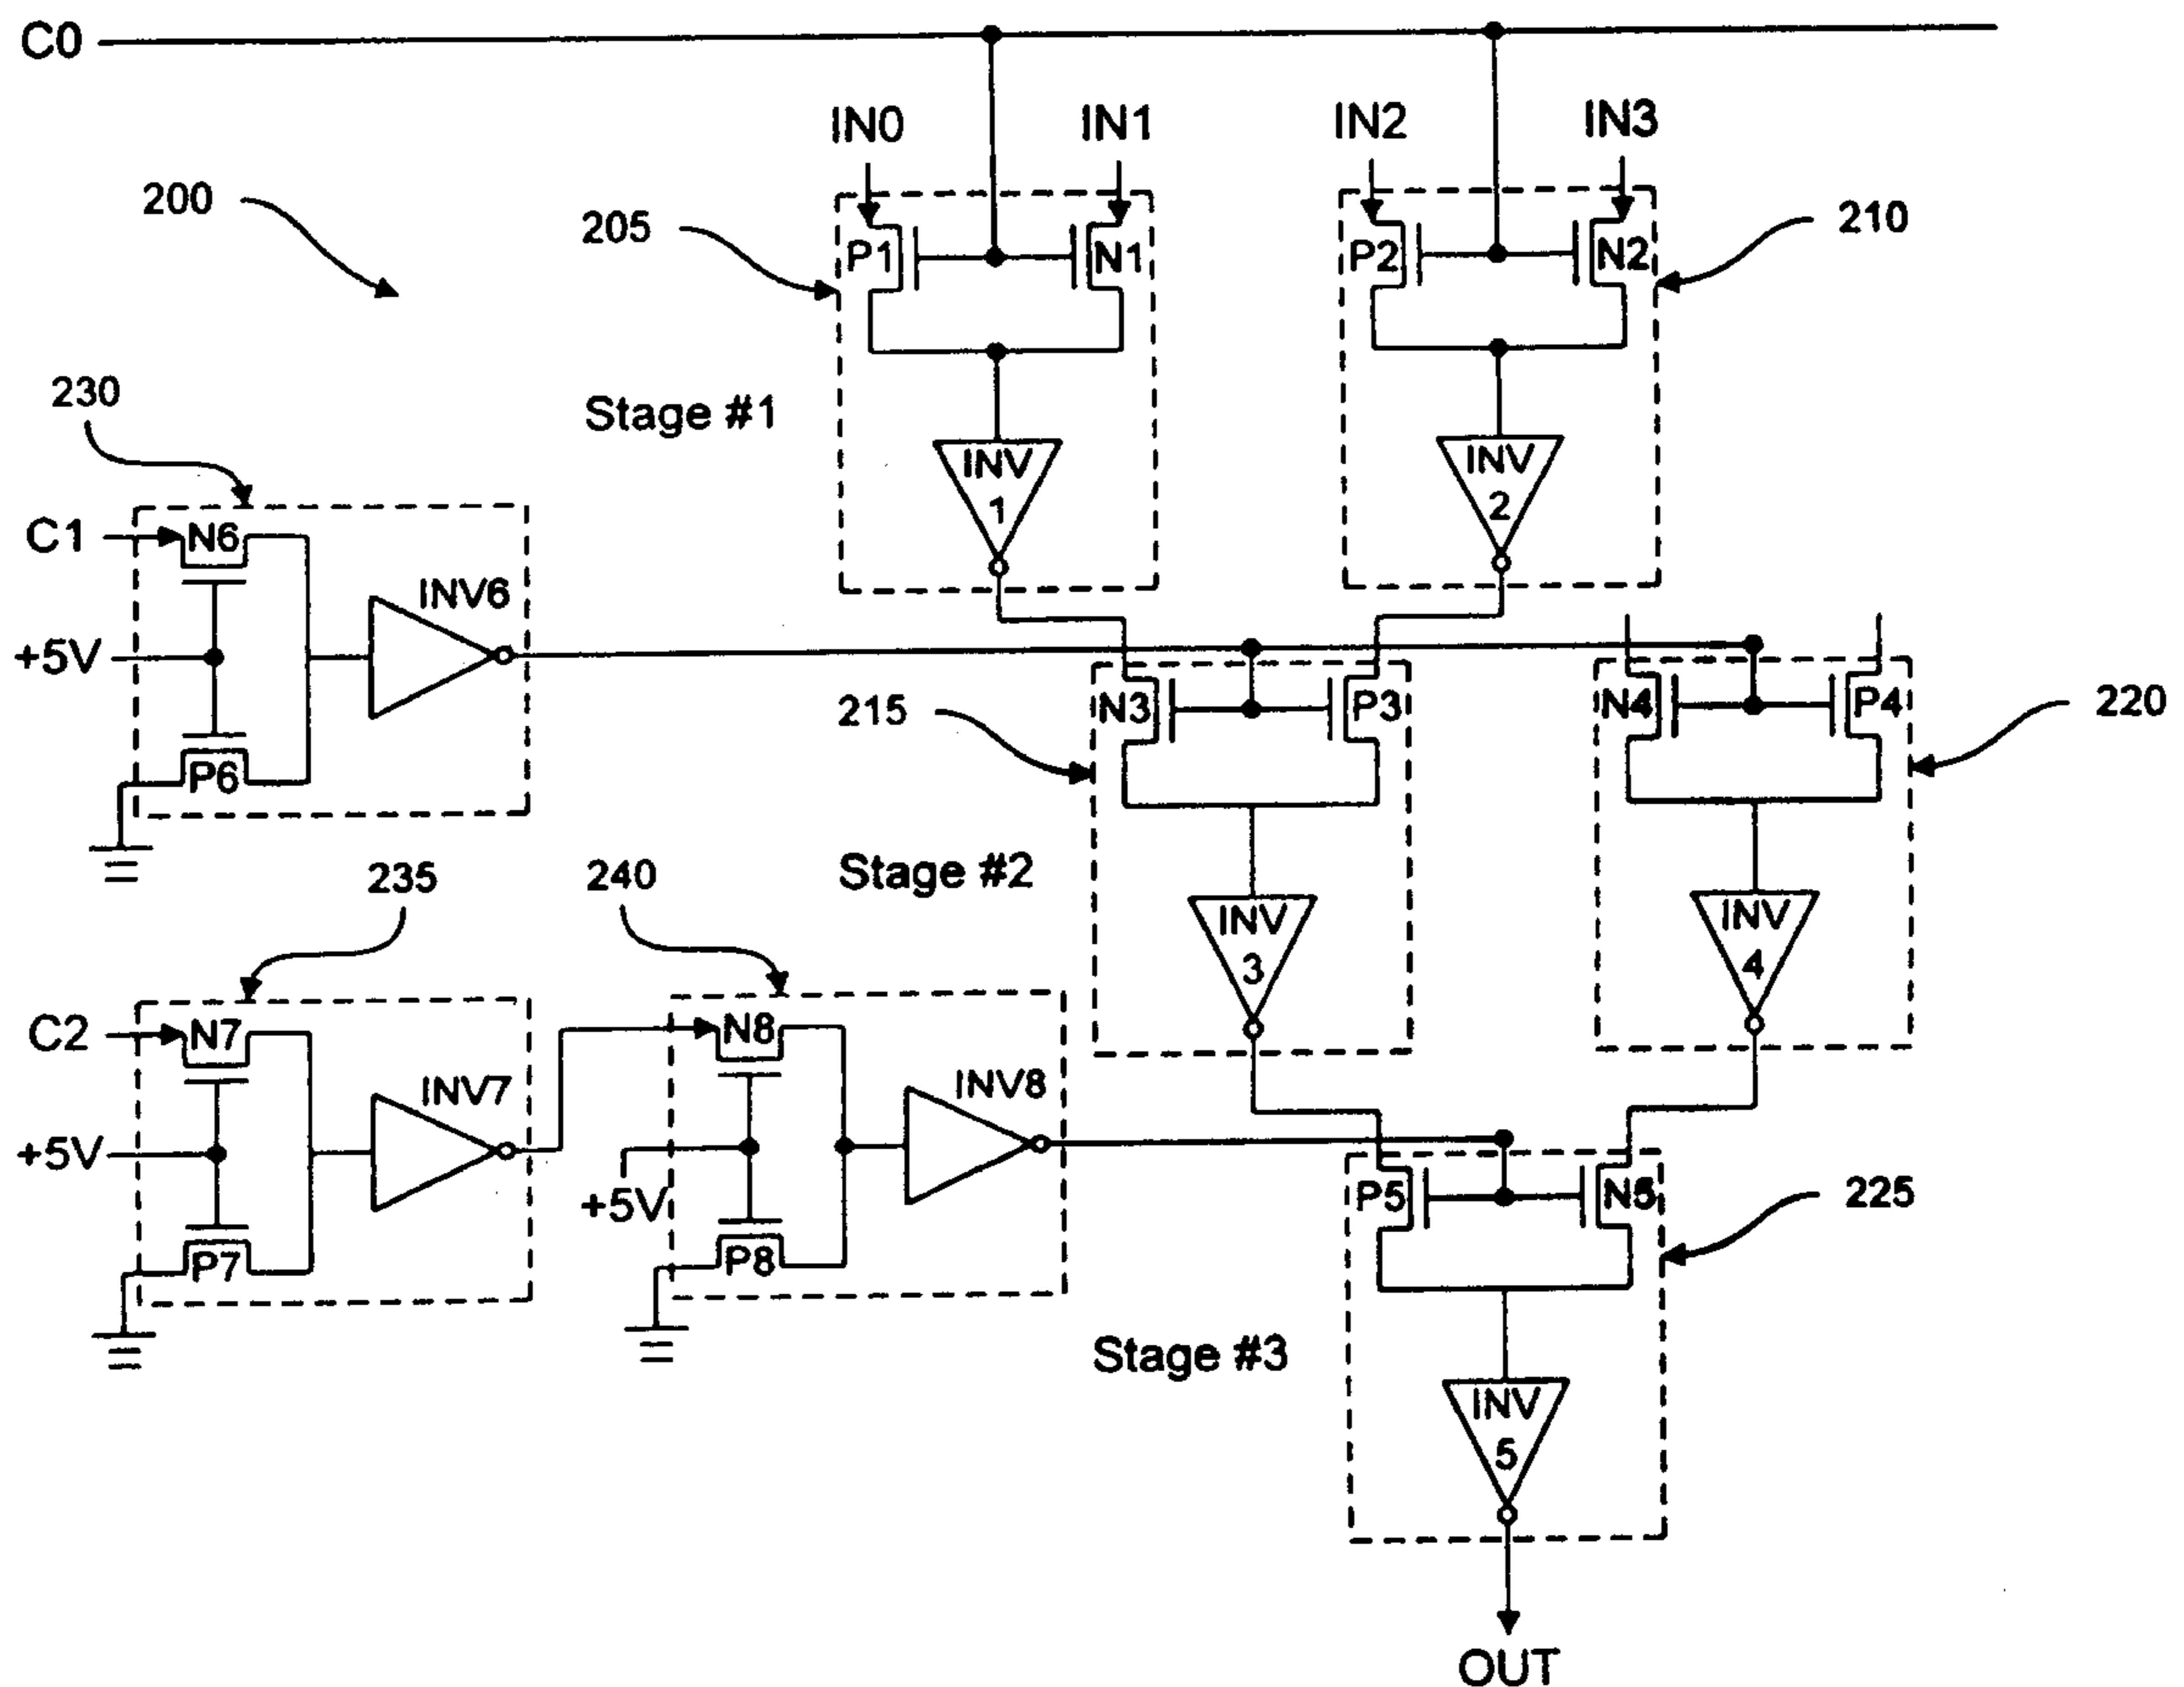 C0
IN0
IN1
IN2
IN3
200
205
P1
N1
P2
N2
210
230
Stage #1
INV
1
INV
2
C1
N6
INV6
+5V
P6
215
N3
P3
N4
P4
220
235
240
Stage #2
INV
3
INV
4
C2
N7
INV7
+5V
P7
N8
INV8
+5V
P8
P5
N5
225
Stage #3
INV
5
OUT